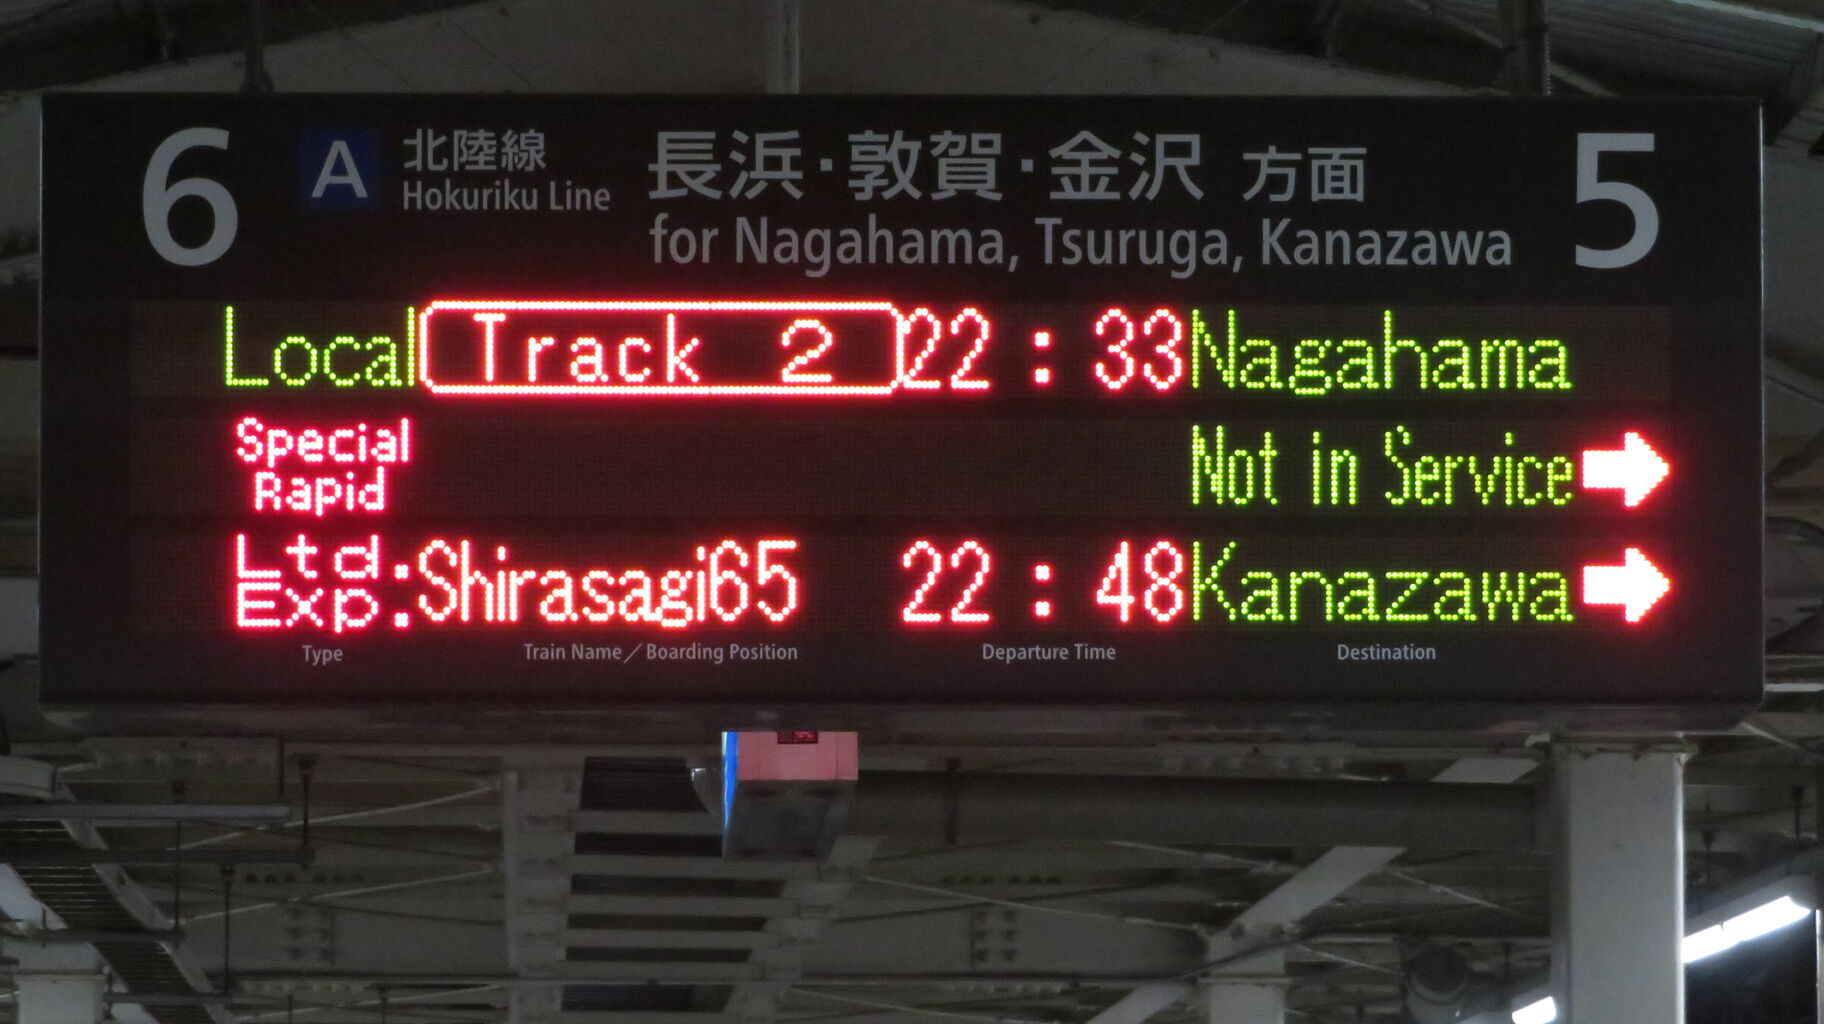 6 A 北陸線 長浜・敦賀・金沢 方面 5
Hokuriku Line for Nagahama, Tsuruga, Kanazawa
Local Track 2 22:33 Nagahama
Special Rapid Not in Service
Ltd. Exp. Shirasagi65 22:48 Kanazawa
Type Train Name／Boarding Position Departure Time Destination